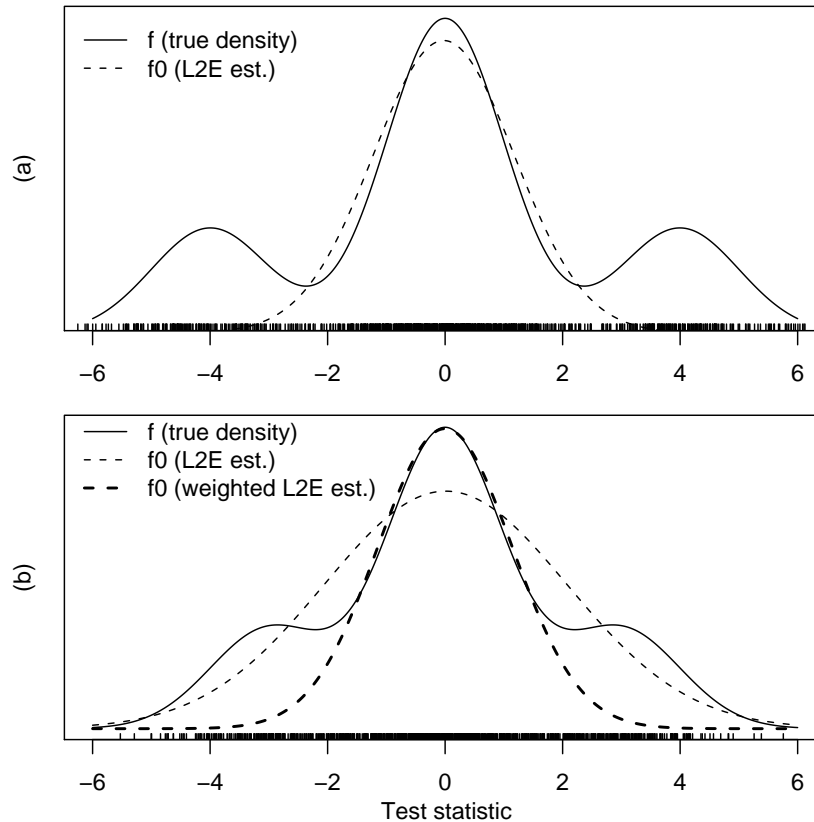 f (true density)
f0 (L2E est.)
(a)
−6 −4 −2 0 2 4 6
f (true density)
f0 (L2E est.)
f0 (weighted L2E est.)
(b)
−6 −4 −2 0 2 4 6
Test statistic